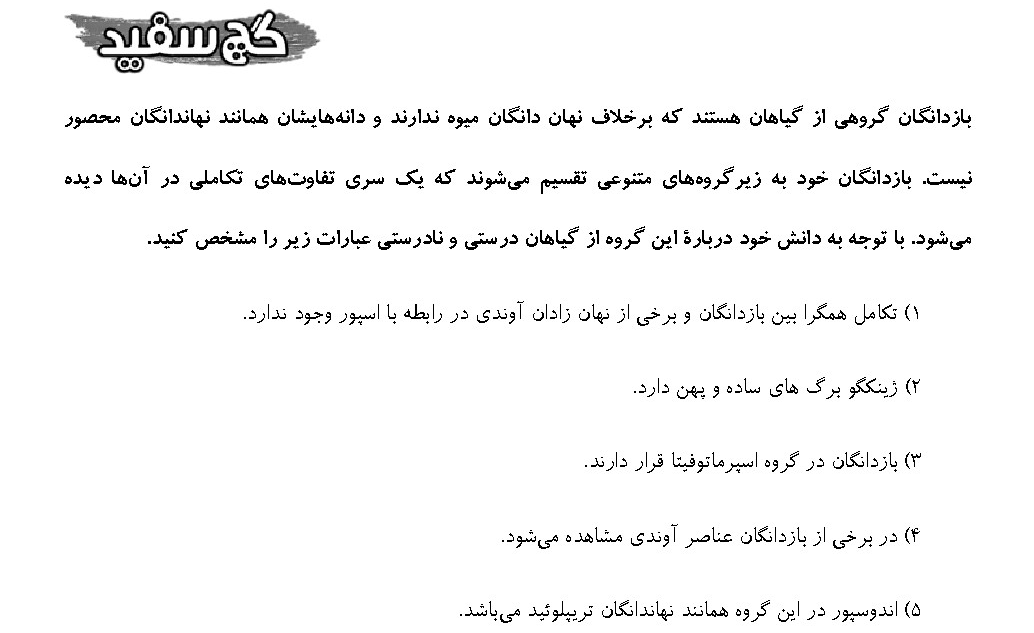 گچ سفید
بازدانگان گروهی از گیاهان هستند که برخلاف نهان دانگان میوه ندارند و دانه‌هایشان همانند نهاندانگان محصور
نیست. بازدانگان خود به زیرگروه‌های متنوعی تقسیم می‌شوند که یک سری تفاوت‌های تکاملی در آن‌ها دیده
می‌شود. با توجه به دانش خود دربارۀ این گروه از گیاهان درستی و نادرستی عبارات زیر را مشخص کنید.
۱) تکامل همگرا بین بازدانگان و برخی از نهان زادان آوندی در رابطه با اسپور وجود ندارد.
۲) ژینکگو برگ های ساده و پهن دارد.
۳) بازدانگان در گروه اسپرماتوفیتا قرار دارند.
۴) در برخی از بازدانگان عناصر آوندی مشاهده می‌شود.
۵) اندوسپور در این گروه همانند نهاندانگان تریپلوئید می‌باشد.